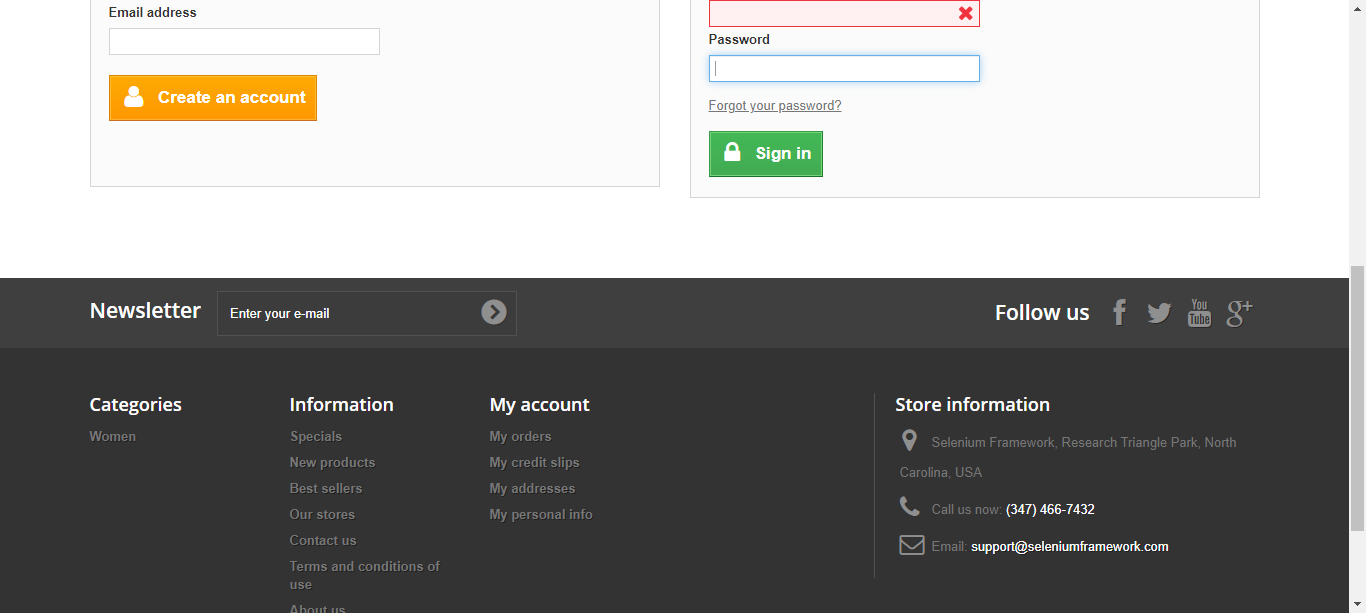 Email address
Create an account
Password
Forgot your password?
Sign in
Newsletter
Enter your e-mail
Follow us
You
Tube
Categories
Women
Information
Specials
New products
Best sellers
Our stores
Contact us
Terms and conditions of
use
About us
My account
My orders
My credit slips
My addresses
My personal info
Store information
Selenium Framework, Research Triangle Park, North
Carolina, USA
Call us now: (347) 466-7432
Email: support@seleniumframework.com